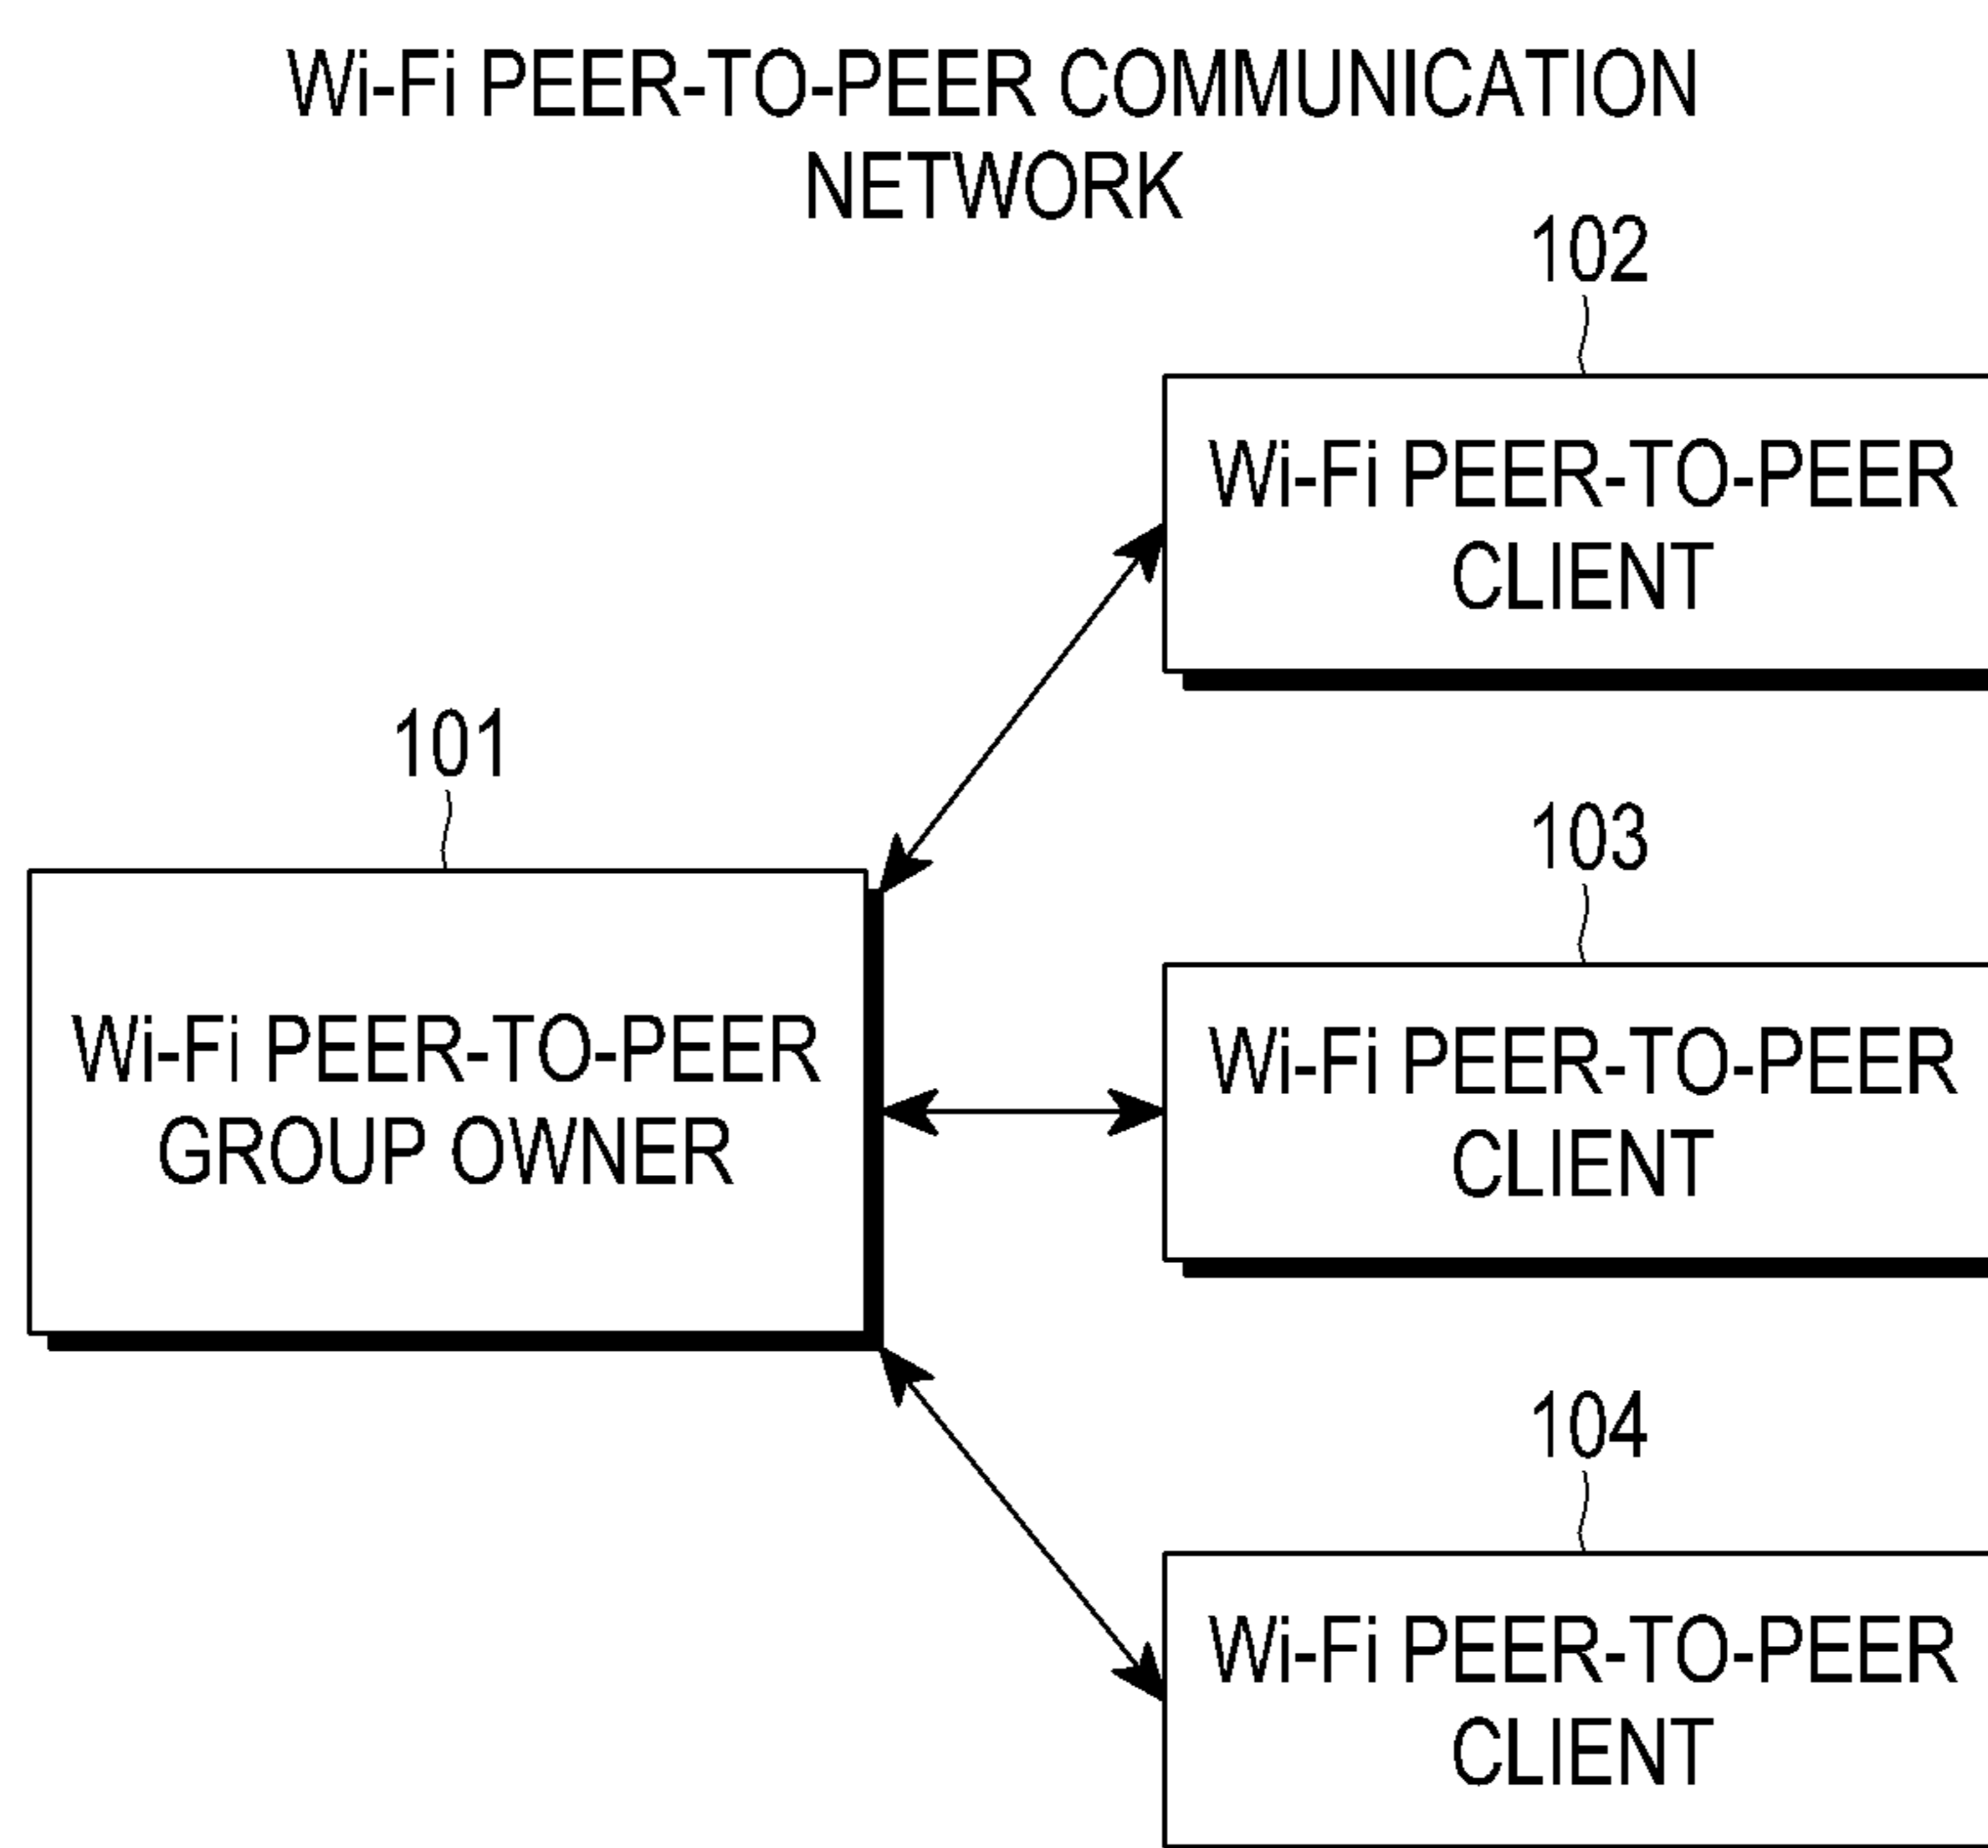 Wi-Fi PEER-TO-PEER COMMUNICATION
NETWORK
102
Wi-Fi PEER-TO-PEER
CLIENT
101
Wi-Fi PEER-TO-PEER
GROUP OWNER
103
Wi-Fi PEER-TO-PEER
CLIENT
104
Wi-Fi PEER-TO-PEER
CLIENT